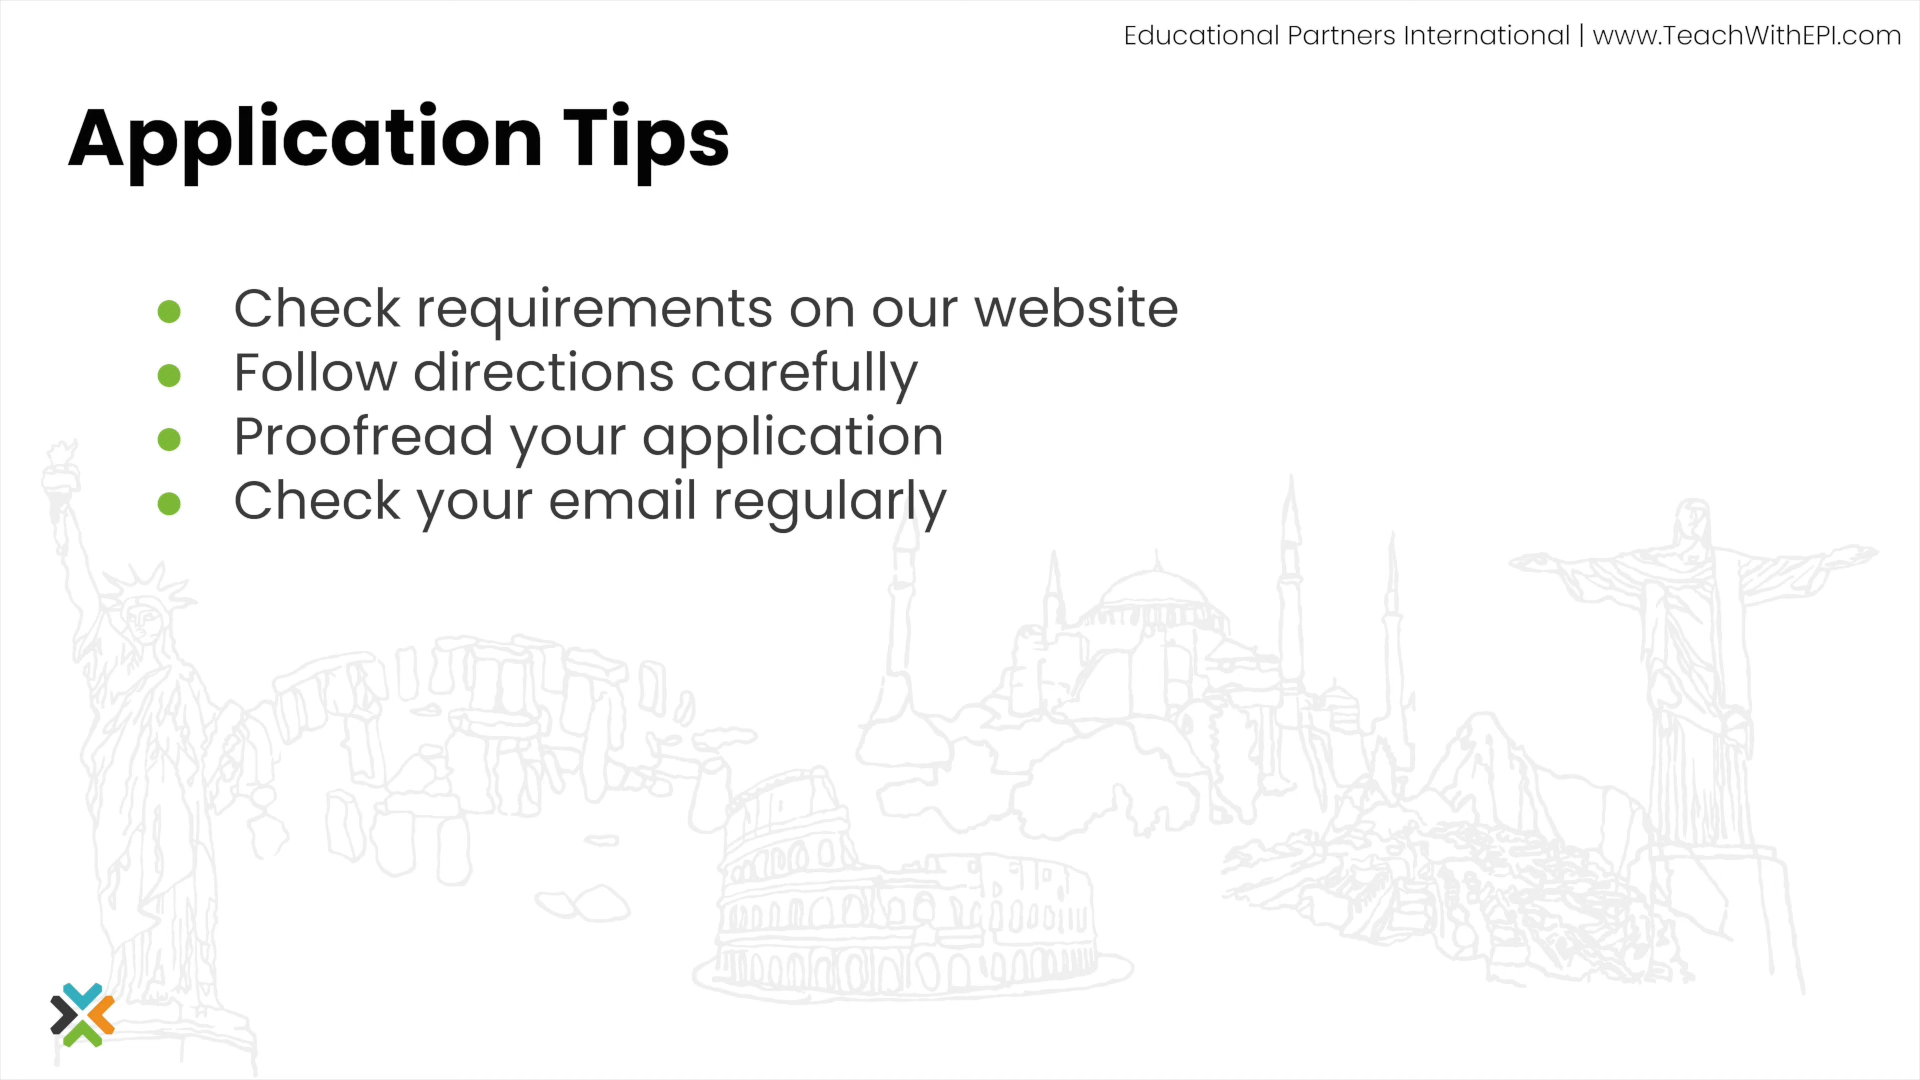 Educational Partners International | www.TeachWithEPI.com
Application Tips
● Check requirements on our website
● Follow directions carefully
● Proofread your application
● Check your email regularly